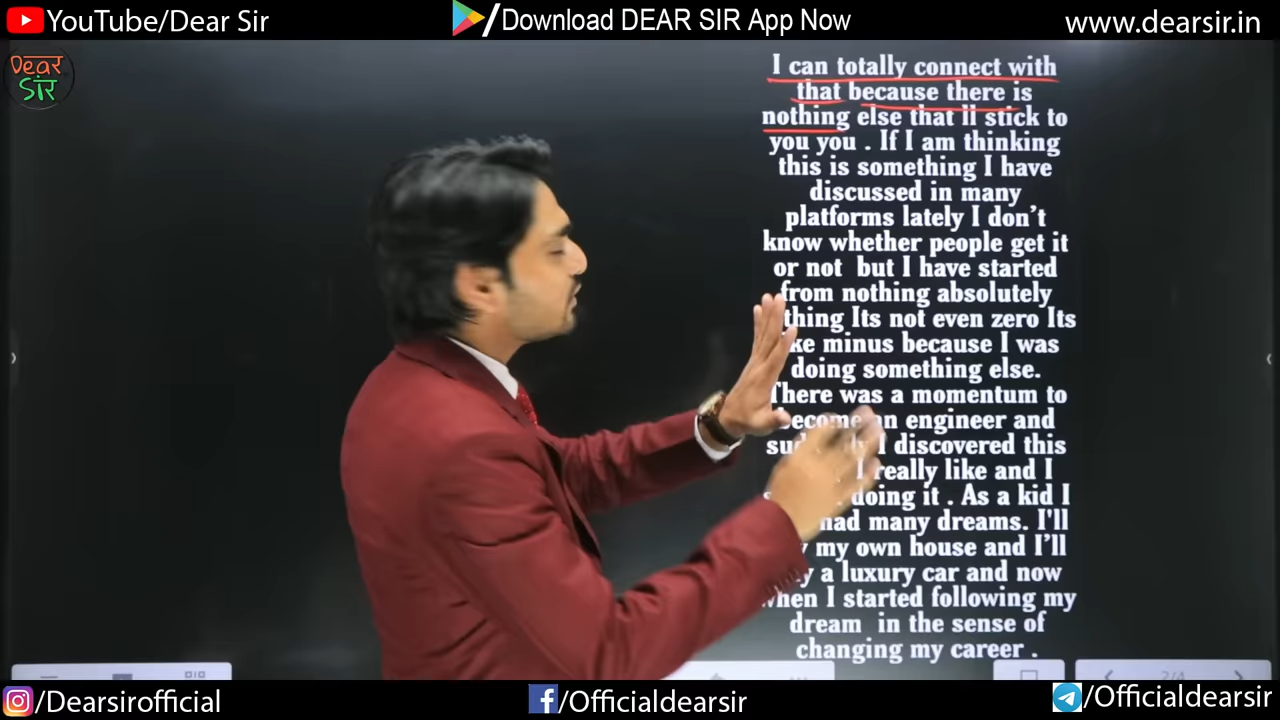 YouTube/Dear Sir
/Download DEAR SIR App Now
www.dearsir.in
Dear
सर
I can totally connect with
that because there is
nothing else that ll stick to
you you . If I am thinking
this is something I have
discussed in many
platforms lately I don’t
know whether people get it
or not but I have started
from nothing absolutely
Its not even zero Its
minus because I was
doing something else.
There was a momentum to
an engineer and
I discovered this
I really like and I
doing it . As a kid I
had many dreams. I'll
my own house and I’ll
a luxury car and now
when I started following my
dream in the sense of
changing my career .
2/4
/Dearsirofficial
/Officialdearsir
/Officialdearsir